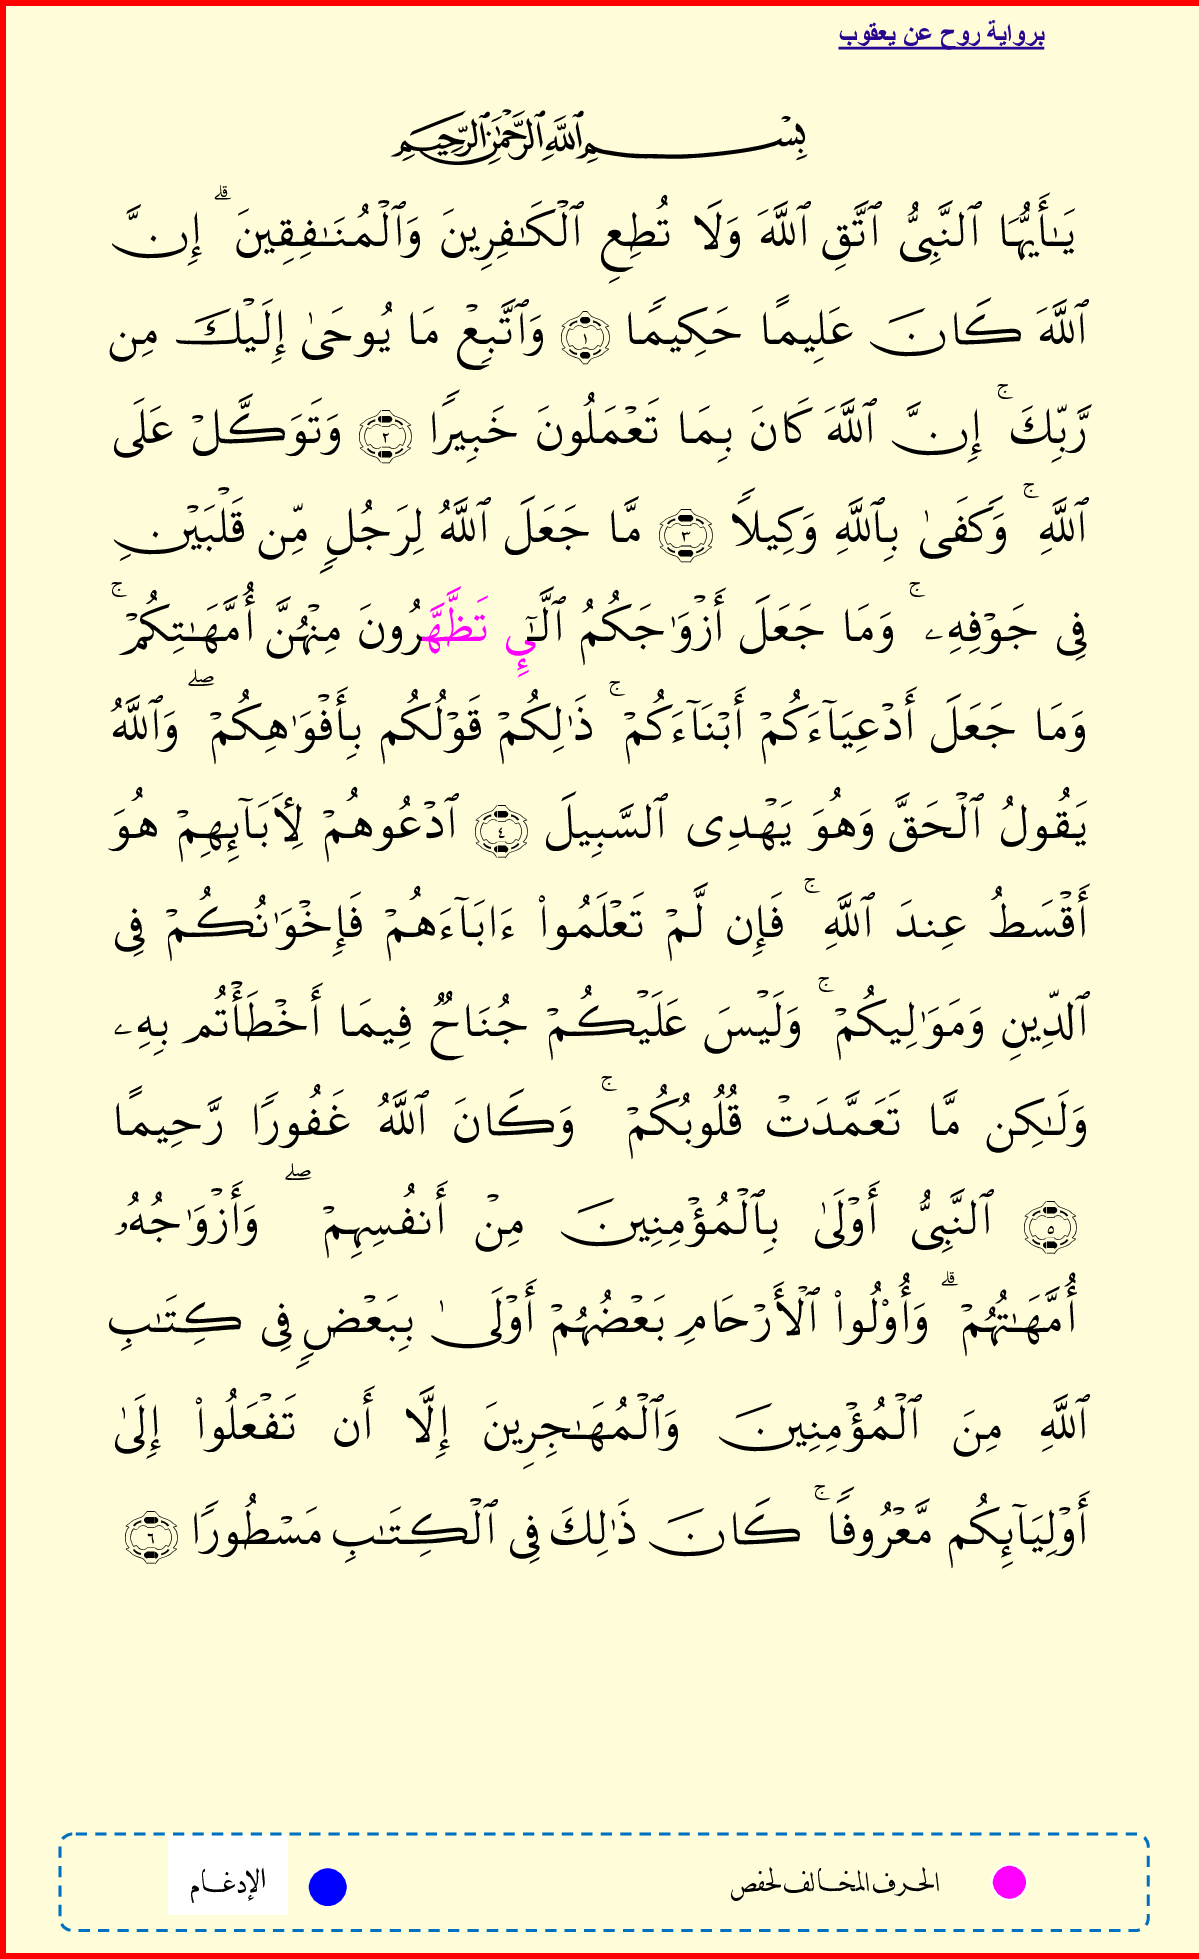 برواية روح عن يعقوب
بِسْمِ ٱللَّهِ ٱلرَّحْمَٰنِ ٱلرَّحِيمِ
يَـٰٓأَيُّهَا ٱلنَّبِىُّ ٱتَّقِ ٱللَّهَ وَلَا تُطِعِ ٱلْكَـٰفِرِينَ وَٱلْمُنَـٰفِقِينَ ۗ إِنَّ
ٱللَّهَ كَانَ عَلِيمًا حَكِيمًا ١ وَٱتَّبِعْ مَا يُوحَىٰ إِلَيْكَ مِن
رَّبِّكَ ۚ إِنَّ ٱللَّهَ كَانَ بِمَا تَعْمَلُونَ خَبِيرًا ٢ وَتَوَكَّلْ عَلَى
ٱللَّهِ ۚ وَكَفَىٰ بِٱللَّهِ وَكِيلًا ٣ مَّا جَعَلَ ٱللَّهُ لِرَجُلٍ مِّن قَلْبَيْنِ
فِى جَوْفِهِۦ ۚ وَمَا جَعَلَ أَزْوَٰجَكُمُ ٱلَّـٰٓئِ تَظَّهَّرُونَ مِنْهُنَّ أُمَّهَـٰتِكُمْ ۚ
وَمَا جَعَلَ أَدْعِيَآءَكُمْ أَبْنَآءَكُمْ ۚ ذَٰلِكُمْ قَوْلُكُم بِأَفْوَٰهِكُمْ ۖ وَٱللَّهُ
يَقُولُ ٱلْحَقَّ وَهُوَ يَهْدِى ٱلسَّبِيلَ ٤ ٱدْعُوهُمْ لِأَبَآئِهِمْ هُوَ
أَقْسَطُ عِندَ ٱللَّهِ ۚ فَإِن لَّمْ تَعْلَمُوا۟ ءَابَآءَهُمْ فَإِخْوَٰنُكُمْ فِى
ٱلدِّينِ وَمَوَٰلِيكُمْ ۚ وَلَيْسَ عَلَيْكُمْ جُنَاحٌ فِيمَا أَخْطَأْتُم بِهِۦ
وَلَـٰكِن مَّا تَعَمَّدَتْ قُلُوبُكُمْ ۚ وَكَانَ ٱللَّهُ غَفُورًا رَّحِيمًا
٥ ٱلنَّبِىُّ أَوْلَىٰ بِٱلْمُؤْمِنِينَ مِنْ أَنفُسِهِمْ ۖ وَأَزْوَٰجُهُۥ
أُمَّهَـٰتُهُمْ ۗ وَأُو۟لُوا۟ ٱلْأَرْحَامِ بَعْضُهُمْ أَوْلَىٰ بِبَعْضٍ فِى كِتَـٰبِ
ٱللَّهِ مِنَ ٱلْمُؤْمِنِينَ وَٱلْمُهَـٰجِرِينَ إِلَّا أَن تَفْعَلُوا۟ إِلَىٰ
أَوْلِيَآئِكُم مَّعْرُوفًا ۚ كَانَ ذَٰلِكَ فِى ٱلْكِتَـٰبِ مَسْطُورًا ٦
الحرف المخالف لحفص
الإدغام